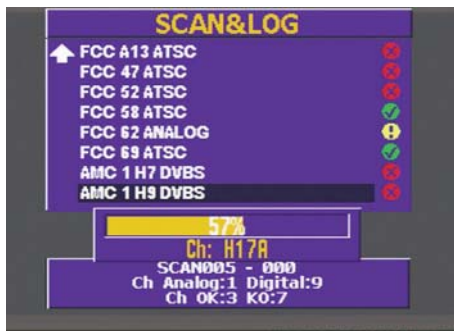 SCAN&LOG
FCC A13 ATSC
FCC 47 ATSC
FCC 52 ATSC
FCC 58 ATSC
FCC 62 ANALOG
FCC 69 ATSC
AMC 1 H7 DVBS
AMC 1 H9 DVBS
57%
Ch: H17A
SCAN005 - 000
Ch Analog:1 Digital:9
Ch OK:3 KO:7